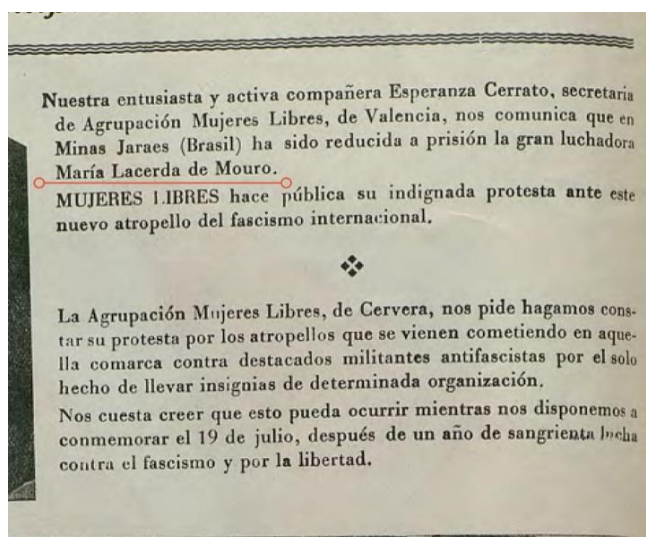 Nuestra entusiasta y activa compañera Esperanza Cerrato, secretaria
de Agrupación Mujeres Libres, de Valencia, nos comunica que en
Minas Jaraes (Brasil) ha sido reducida a prisión la gran luchadora
María Lacerda de Mouro.
MUJERES LIBRES hace pública su indignada protesta ante este
nuevo atropello del fascismo internacional.
La Agrupación Mujeres Libres, de Cervera, nos pide hagamos cons-
tar su protesta por los atropellos que se vienen cometiendo en aque-
lla comarca contra destacados militantes antifascistas por el solo
hecho de llevar insignias de determinada organización.
Nos cuesta creer que esto pueda ocurrir mientras nos disponemos a
conmemorar el 19 de julio, después de un año de sangrienta lucha
contra el fascismo y por la libertad.